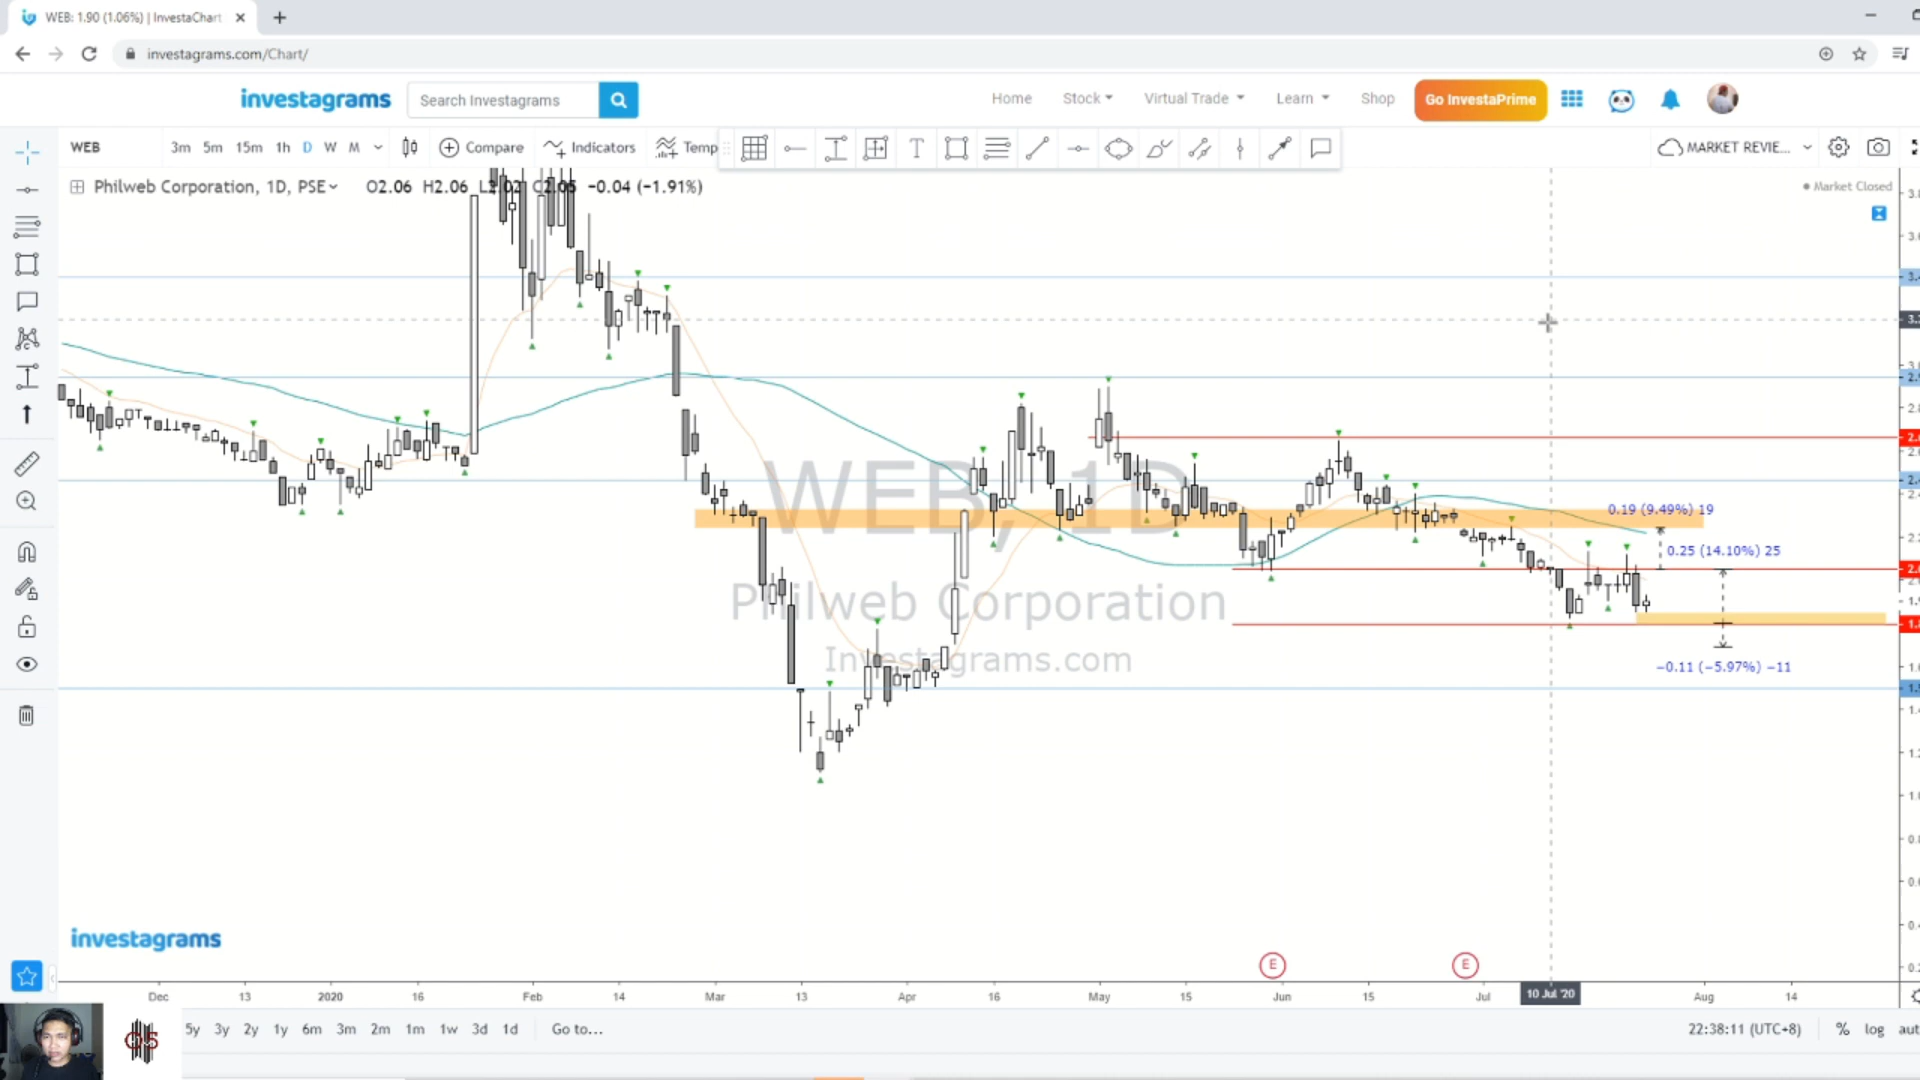 WEB: 1.90 (1.06%) | InvestaChart
investagrams.com/Chart/
investagrams
Search Investagrams
Home
Stock
Virtual Trade
Learn
Shop
Go InvestaPrime
WEB
3m 5m 15m 1h D W M
Compare
Indicators
Temp
MARKET REVIE...
Philweb Corporation, 1D, PSE
O2.06 H2.06 L2.02 C2.05 −0.04 (−1.91%)
Market Closed
WEB, 1D
Philweb Corporation
Investagrams.com
0.19 (9.49%) 19
0.25 (14.10%) 25
−0.11 (−5.97%) −11
investagrams
E
E
Dec 13 2020 16 Feb 14 Mar 13 Apr 16 May 15 Jun 15 Jul 10 Jul '20 Aug 14
5y 3y 2y 1y 6m 3m 2m 1m 1w 3d 1d Go to...
22:38:11 (UTC+8)
% log